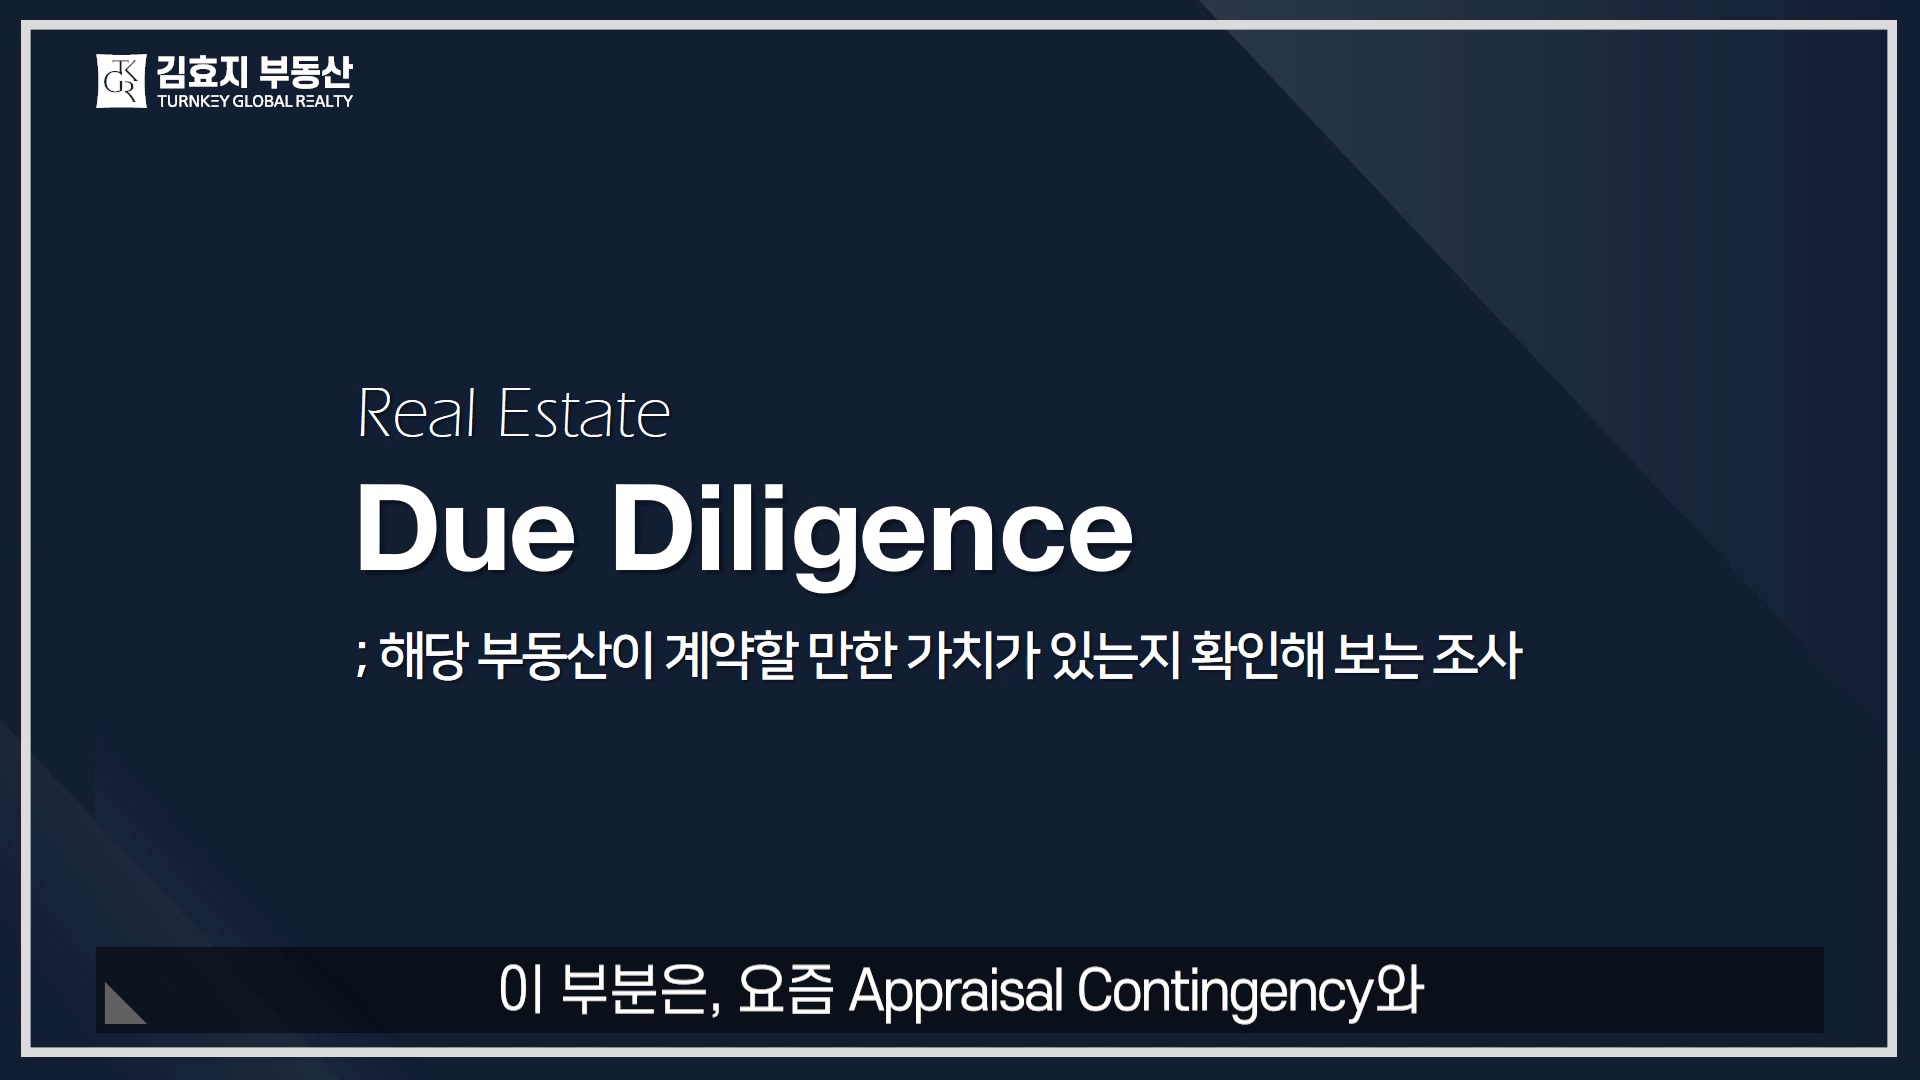 TK
GR
김효지 부동산
TURNKEY GLOBAL REALTY
Real Estate
Due Diligence
; 해당 부동산이 계약할 만한 가치가 있는지 확인해 보는 조사
이 부분은, 요즘 Appraisal Contingency와